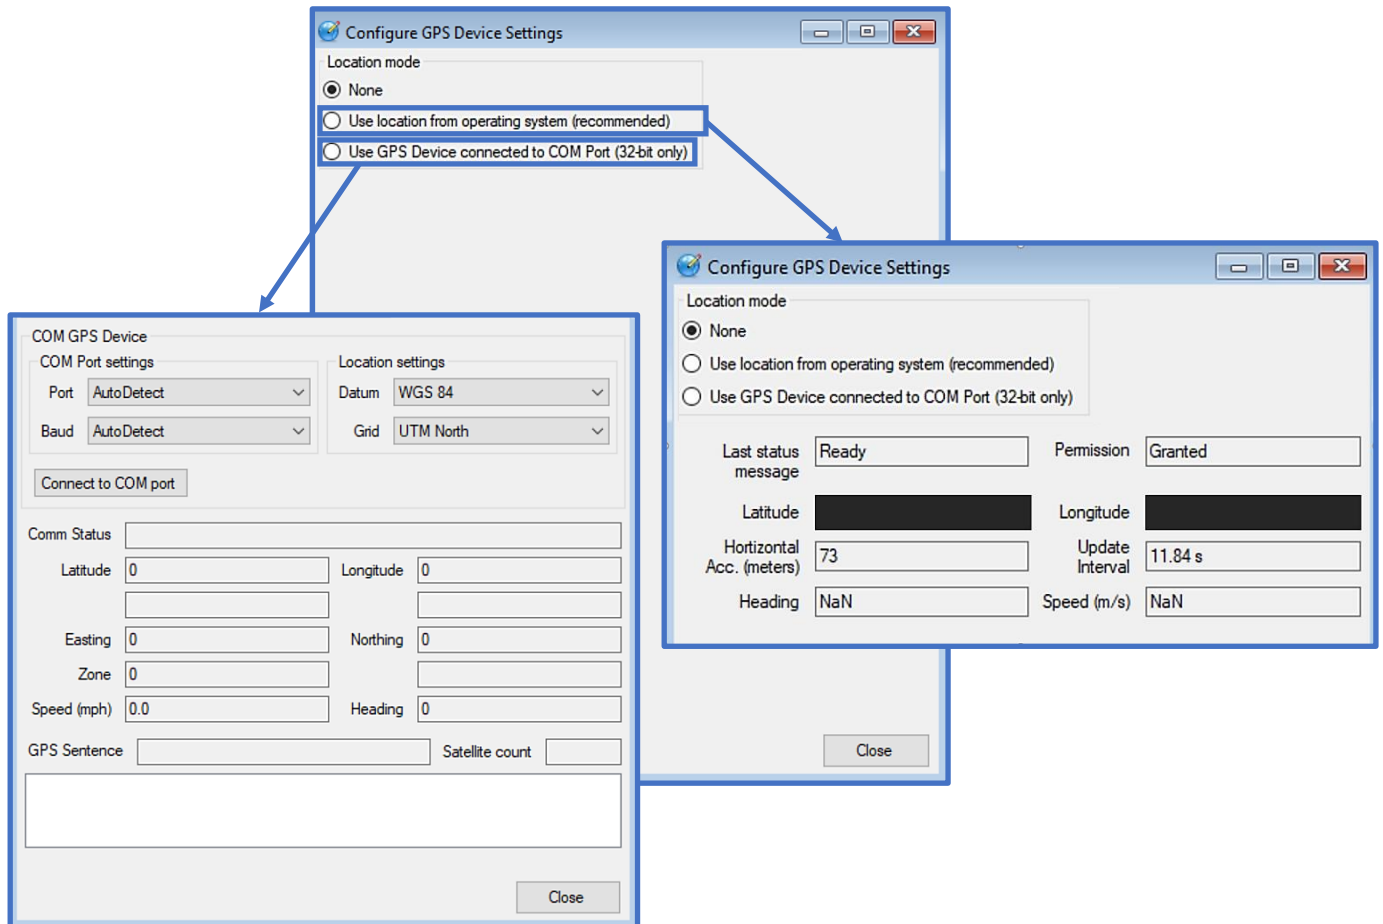 Configure GPS Device Settings
Location mode
None
Use location from operating system (recommended)
Use GPS Device connected to COM Port (32-bit only)
Close
Configure GPS Device Settings
Location mode
None
Use location from operating system (recommended)
Use GPS Device connected to COM Port (32-bit only)
Last status message Ready Permission Granted
Latitude Longitude
Hortizontal Acc. (meters) 73 Update Interval 11.84 s
Heading NaN Speed (m/s) NaN
COM GPS Device
COM Port settings Location settings
Port AutoDetect Datum WGS 84
Baud AutoDetect Grid UTM North
Connect to COM port
Comm Status
Latitude 0 Longitude 0
Easting 0 Northing 0
Zone 0
Speed (mph) 0.0 Heading 0
GPS Sentence Satellite count
Close